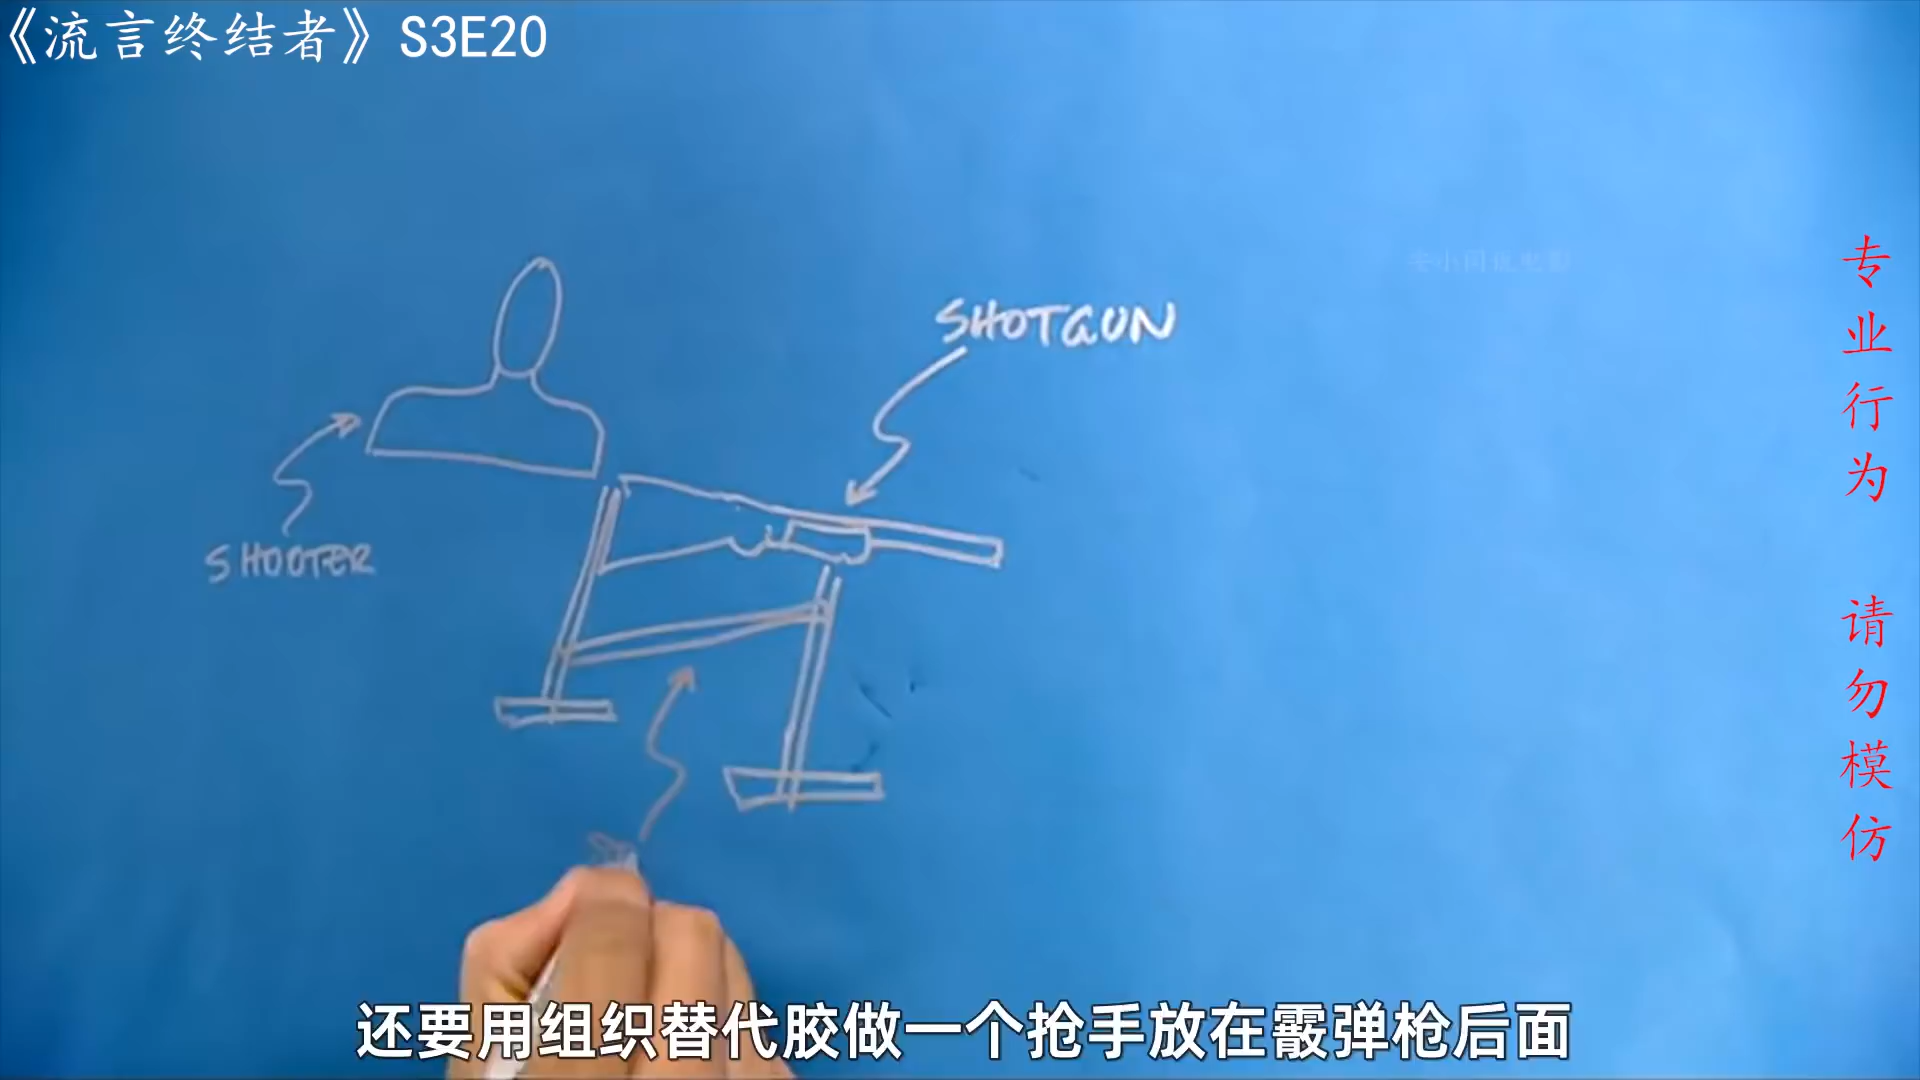 《流言终结者》S3E20
SHOTGUN
SHOOTER
专业行为 请勿模仿
还要用组织替代胶做一个抢手放在霰弹枪后面